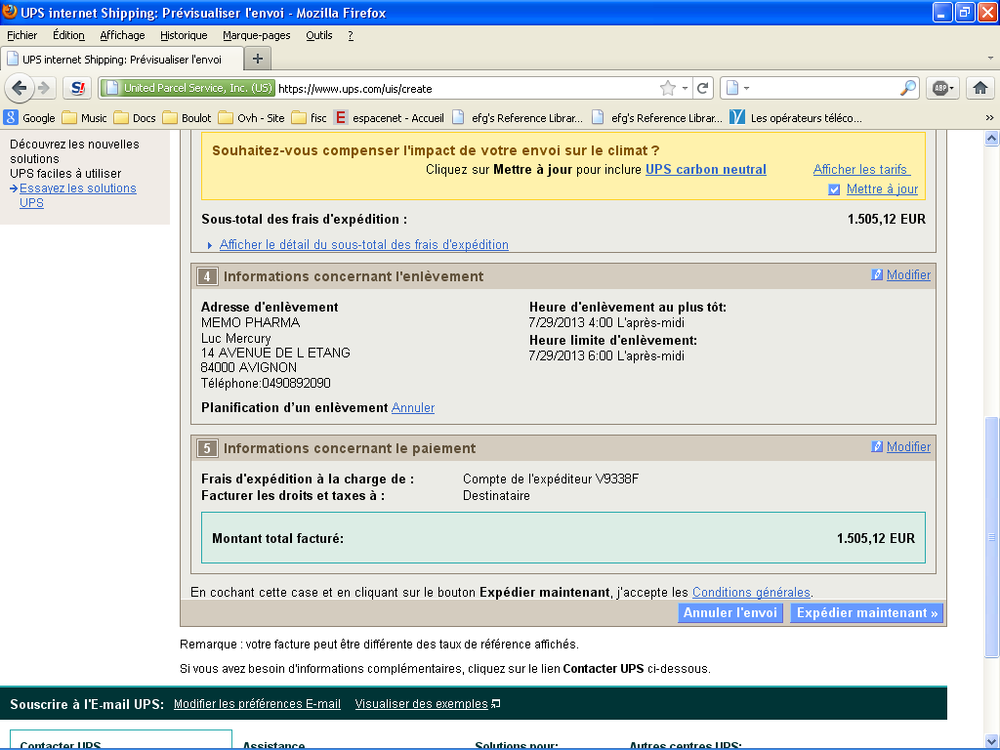 UPS internet Shipping: Prévisualiser l'envoi - Mozilla Firefox
Fichier Édition Affichage Historique Marque-pages Outils ?
UPS internet Shipping: Prévisualiser l'envoi +
S! United Parcel Service, Inc. (US) https://www.ups.com/uis/create ABP
Google Music Docs Boulot Ovh - Site fisc E espacenet - Accueil efg's Reference Librar... efg's Reference Librar... Les opérateurs téléco... »
Découvrez les nouvelles
solutions
UPS faciles à utiliser
Essayez les solutions
UPS
Souhaitez-vous compenser l'impact de votre envoi sur le climat ?
Cliquez sur Mettre à jour pour inclure UPS carbon neutral Afficher les tarifs
Mettre à jour
Sous-total des frais d'expédition : 1.505,12 EUR
Afficher le détail du sous-total des frais d'expédition
4 Informations concernant l'enlèvement Modifier
Adresse d'enlèvement
MEMO PHARMA
Luc Mercury
14 AVENUE DE L ETANG
84000 AVIGNON
Téléphone:0490892090
Heure d'enlèvement au plus tôt:
7/29/2013 4:00 L'après-midi
Heure limite d'enlèvement:
7/29/2013 6:00 L'après-midi
Planification d'un enlèvement Annuler
5 Informations concernant le paiement Modifier
Frais d'expédition à la charge de : Compte de l'expéditeur V9338F
Facturer les droits et taxes à : Destinataire
Montant total facturé: 1.505,12 EUR
En cochant cette case et en cliquant sur le bouton Expédier maintenant, j'accepte les Conditions générales.
Annuler l'envoi Expédier maintenant »
Remarque : votre facture peut être différente des taux de référence affichés.
Si vous avez besoin d'informations complémentaires, cliquez sur le lien Contacter UPS ci-dessous.
Souscrire à l'E-mail UPS: Modifier les préférences E-mail Visualiser des exemples
Contacter UPS Assistance Solutions pour: Autres centres UPS: